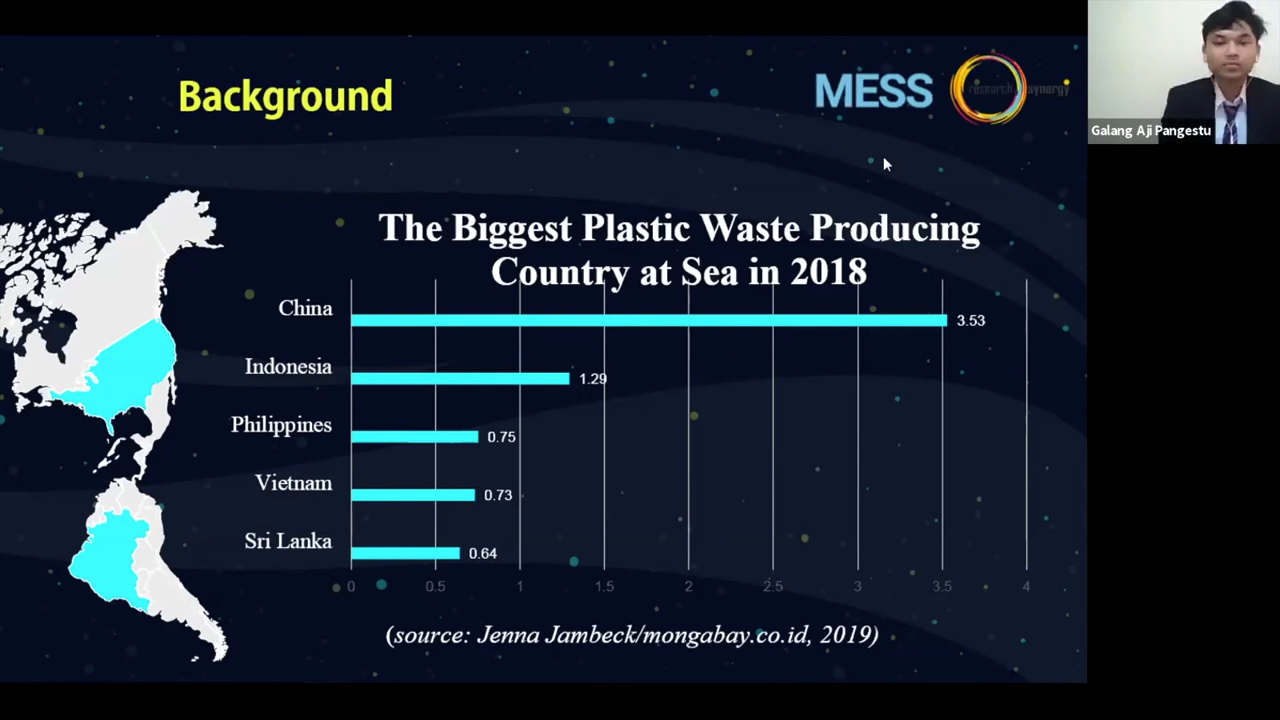 Background
MESS
research synergy
Galang Aji Pangestu
The Biggest Plastic Waste Producing
Country at Sea in 2018
China
3.53
Indonesia
1.29
Philippines
0.75
Vietnam
0.73
Sri Lanka
0.64
0 0.5 1 1.5 2 2.5 3 3.5 4
(source: Jenna Jambeck/mongabay.co.id, 2019)